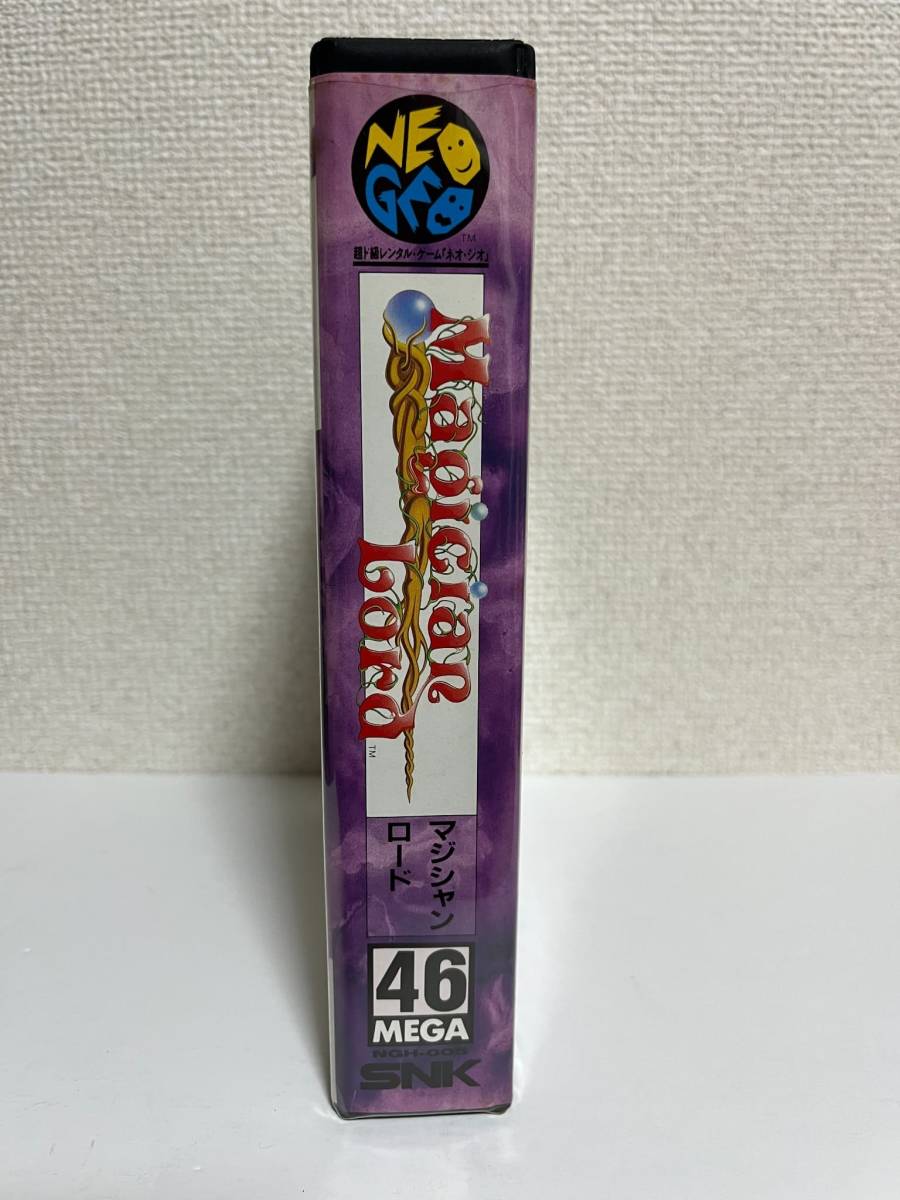 NEO
GEO
TM
超ド級レンタル・ゲーム「ネオ・ジオ」
Magician
Lord
TM
マジシャン
ロード
46
MEGA
NGH-005
SNK